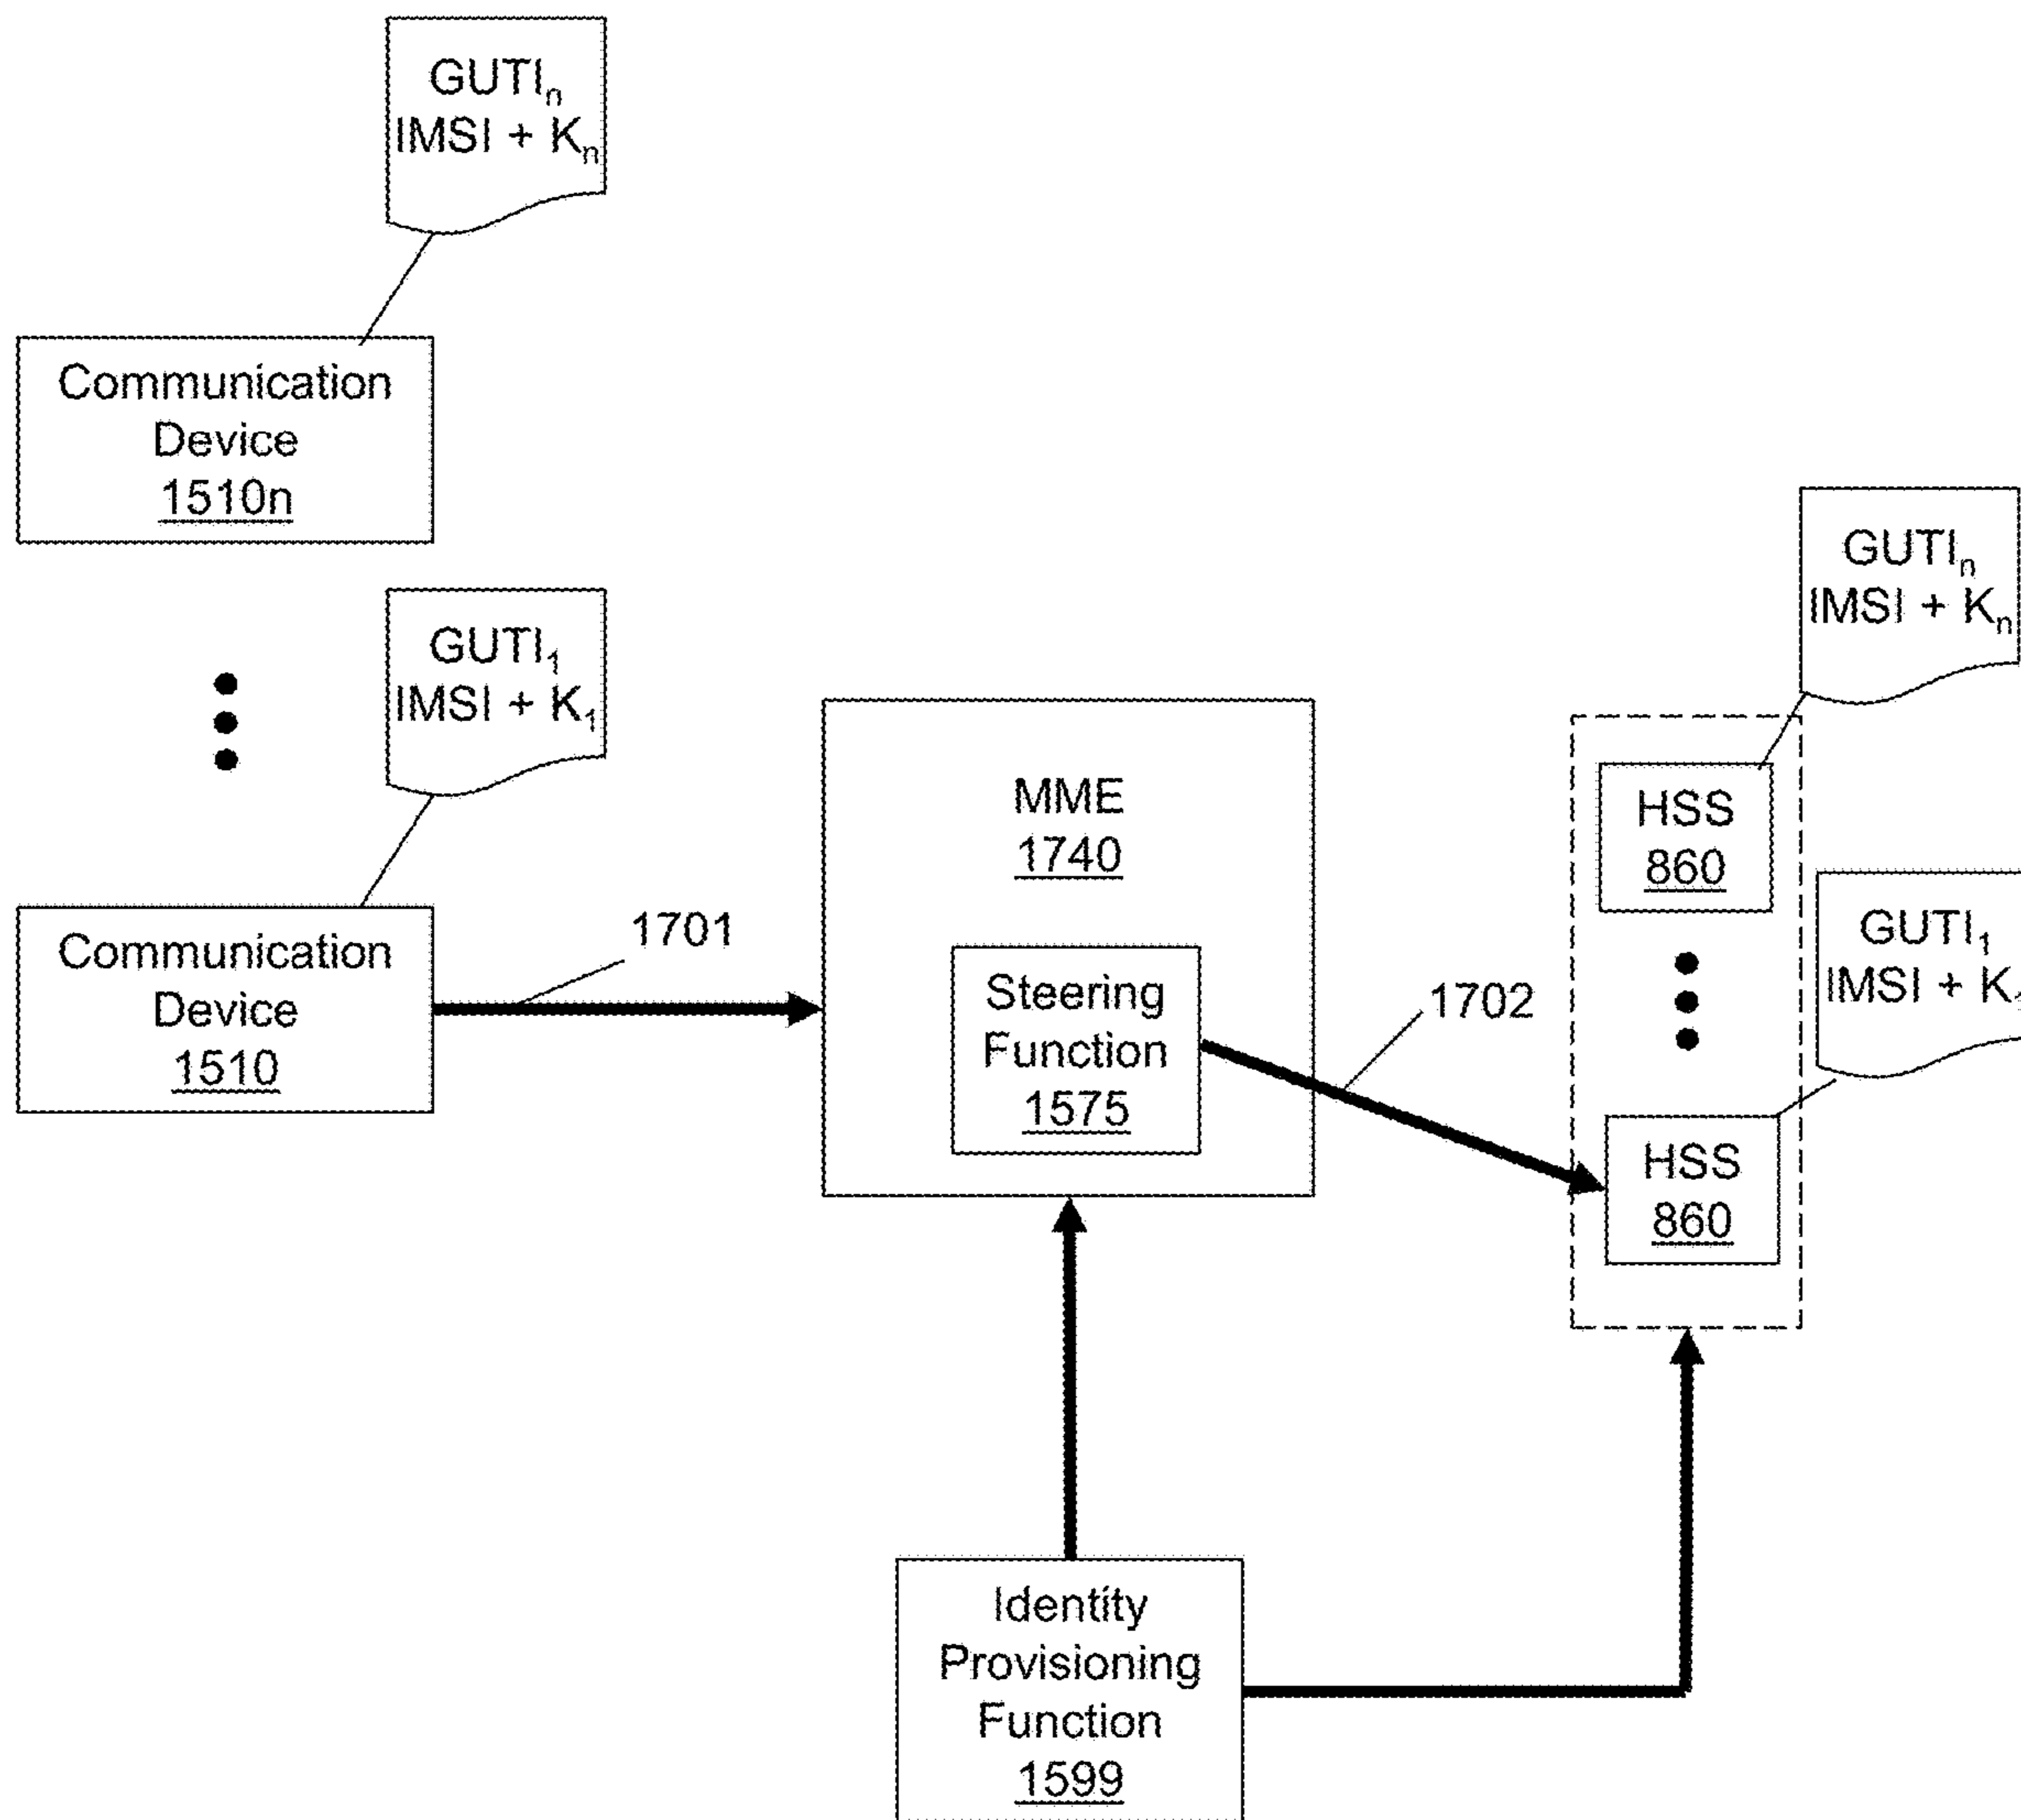 GUTIₙ
IMSI + Kₙ
Communication
Device
1510n
GUTIₙ
IMSI + Kₙ
GUTI₁
IMSI + K₁
MME
1740
HSS
860
GUTI₁
IMSI + K₁
Communication
Device
1510
1701
Steering
Function
1575
1702
HSS
860
Identity
Provisioning
Function
1599